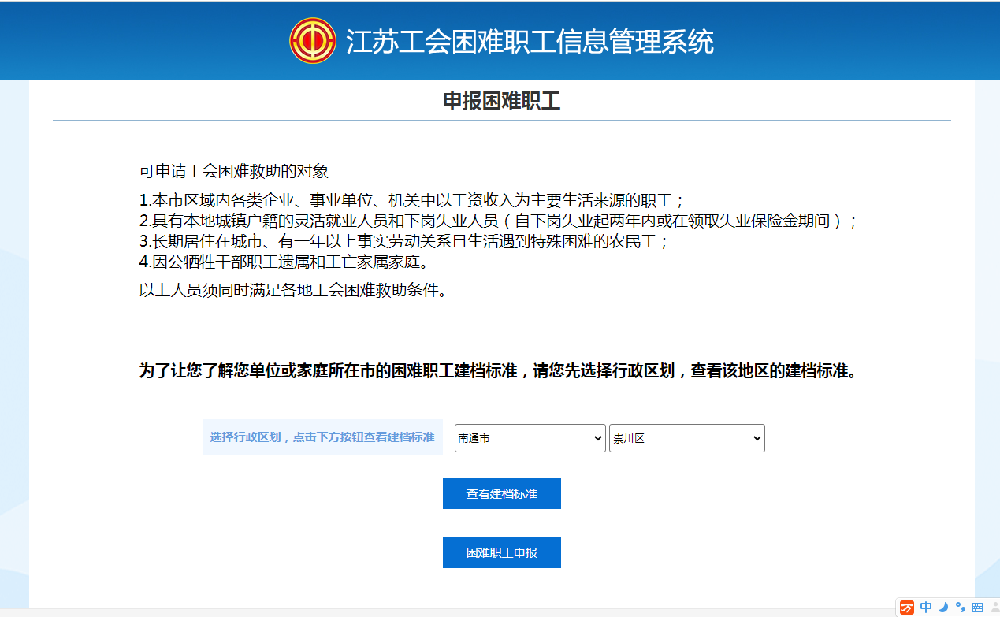 江苏工会困难职工信息管理系统
申报困难职工
可申请工会困难救助的对象
1.本市区域内各类企业、事业单位、机关中以工资收入为主要生活来源的职工；
2.具有本地城镇户籍的灵活就业人员和下岗失业人员（自下岗失业起两年内或在领取失业保险金期间）；
3.长期居住在城市、有一年以上事实劳动关系且生活遇到特殊困难的农民工；
4.因公牺牲干部职工遗属和工亡家属家庭。
以上人员须同时满足各地工会困难救助条件。
为了让您了解您单位或家庭所在市的困难职工建档标准，请您先选择行政区划，查看该地区的建档标准。
选择行政区划，点击下方按钮查看建档标准 南通市 崇川区
查看建档标准
困难职工申报
中